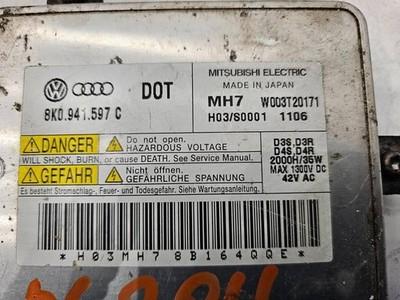 DOT
8K0.941.597 C
MITSUBISHI ELECTRIC
MADE IN JAPAN
MH7 W003T20171
H03/S0001 1106
DANGER Do not open.
HAZARDOUS VOLTAGE
WILL SHOCK, BURN, or cause DEATH. See Service Manual.
GEFAHR Nicht öffnen.
GEFÄHRLICHE SPANNUNG
Es besteht Stromschlag-, Feuer - und Todesgefahr. Siehe Wartungsanleitung.
D3S,D3R
D4S,D4R
2000H/35W
MAX 1300V DC
42V AC
*H03MH78B164QQE*